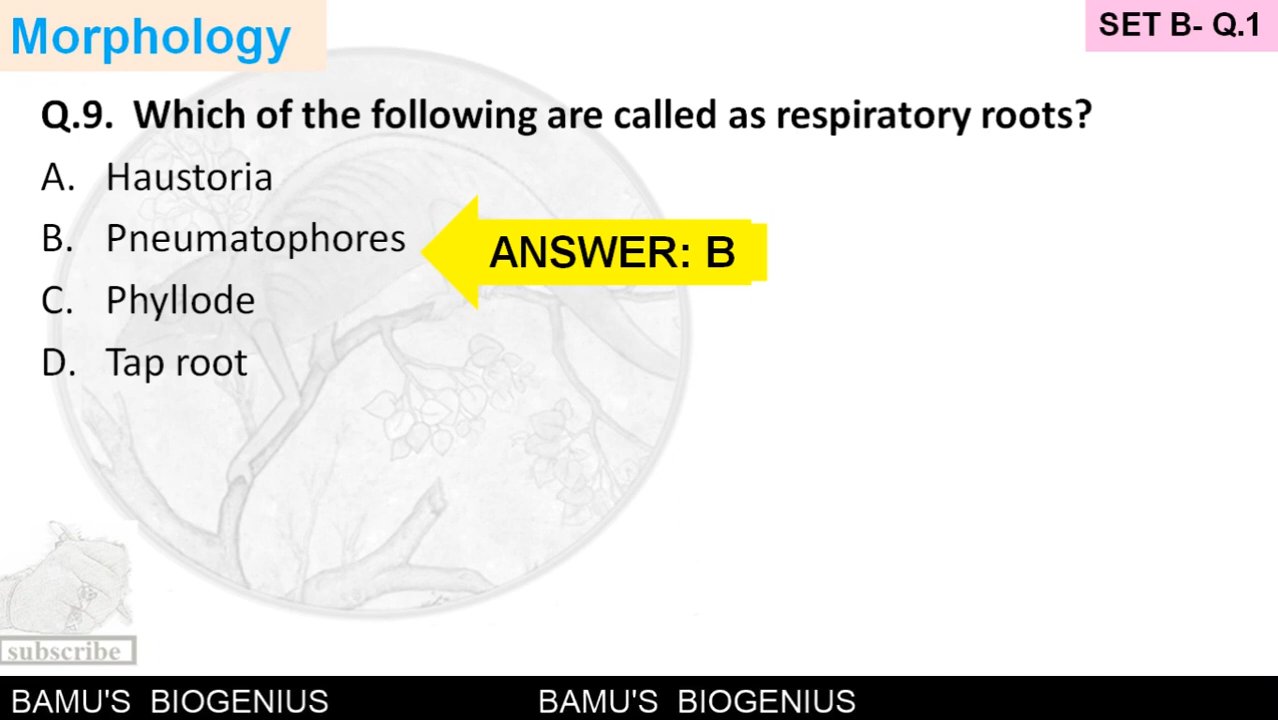 Morphology
SET B- Q.1
Q.9. Which of the following are called as respiratory roots?
A. Haustoria
B. Pneumatophores
ANSWER: B
C. Phyllode
D. Tap root
subscribe
BAMU'S BIOGENIUS BAMU'S BIOGENIUS